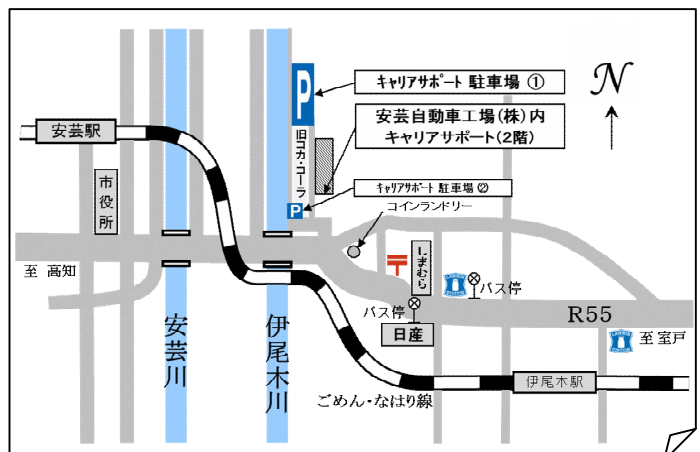 キャリアサポート 駐車場 ①
N
P
安芸自動車工場(株)内
キャリアサポート(2階)
安芸駅
旧コカ・コーラ
市役所
キャリアサポート 駐車場 ②
P
コインランドリー
至 高知
しまむら
バス停
バス停
R55
日産
至 室戸
安芸川
伊尾木川
伊尾木駅
ごめん・なはり線